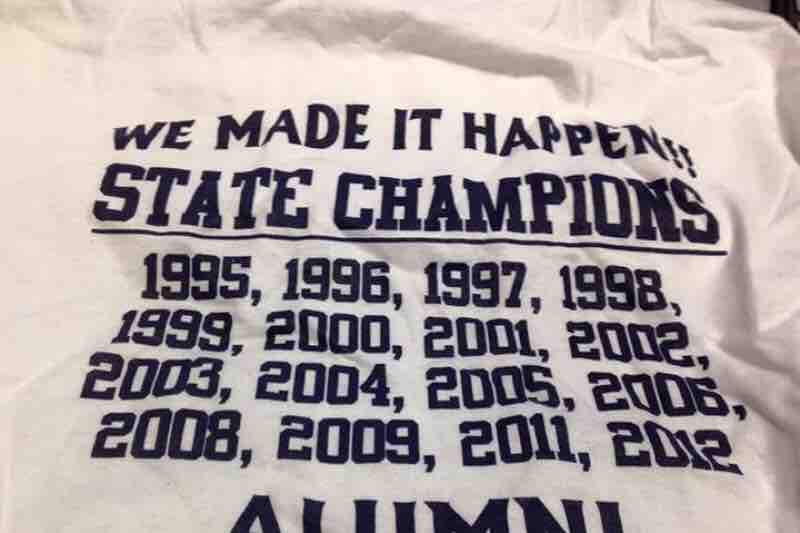 WE MADE IT HAPPEN!!
STATE CHAMPIONS
1995, 1996, 1997, 1998,
1999, 2000, 2001, 2002,
2003, 2004, 2005, 2006,
2008, 2009, 2011, 2012
ALUMNI